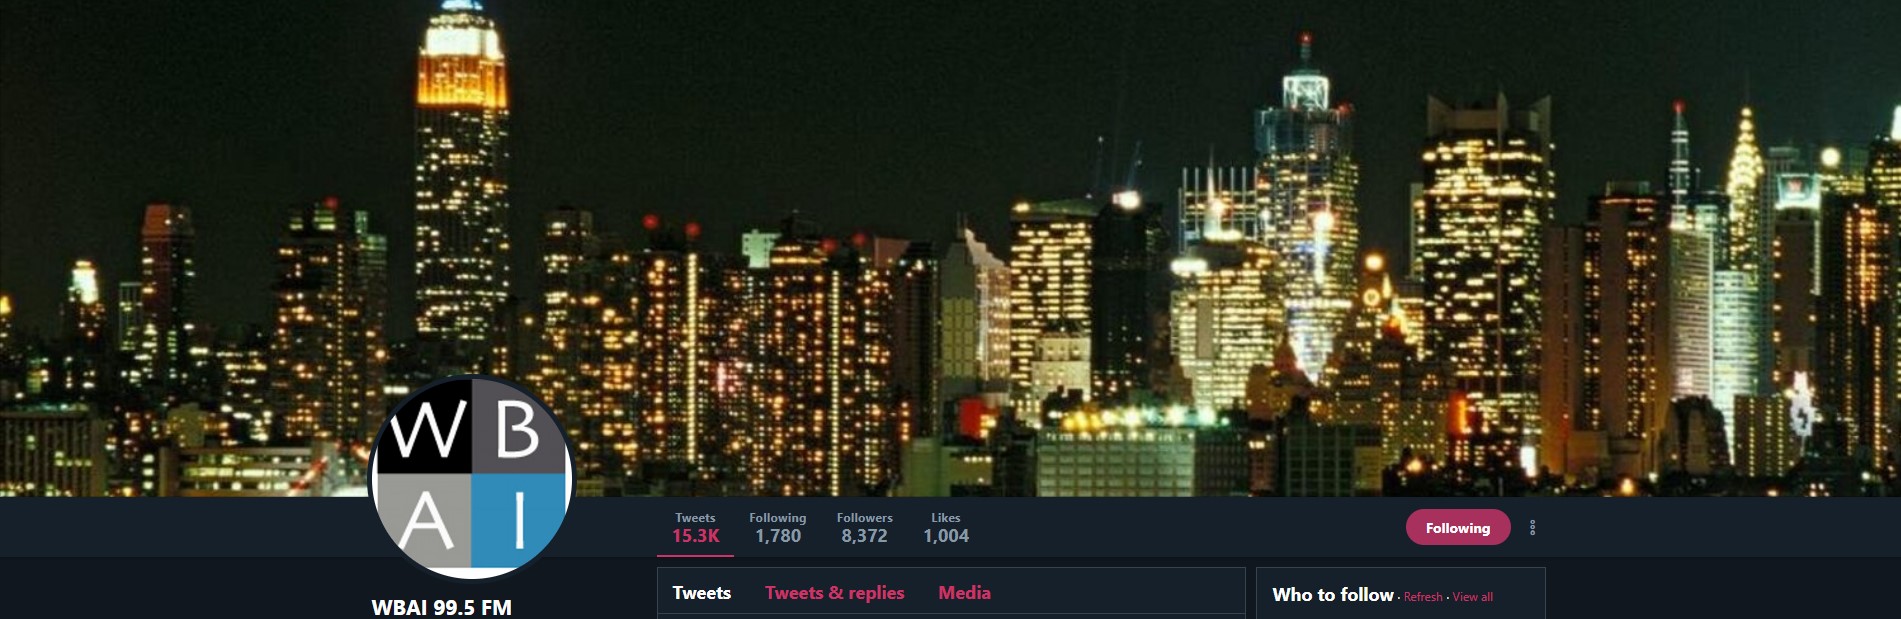 W B
A I
WBAI 99.5 FM
Tweets Following Followers Likes
15.3K 1,780 8,372 1,004
Following
Tweets Tweets & replies Media
Who to follow · Refresh · View all